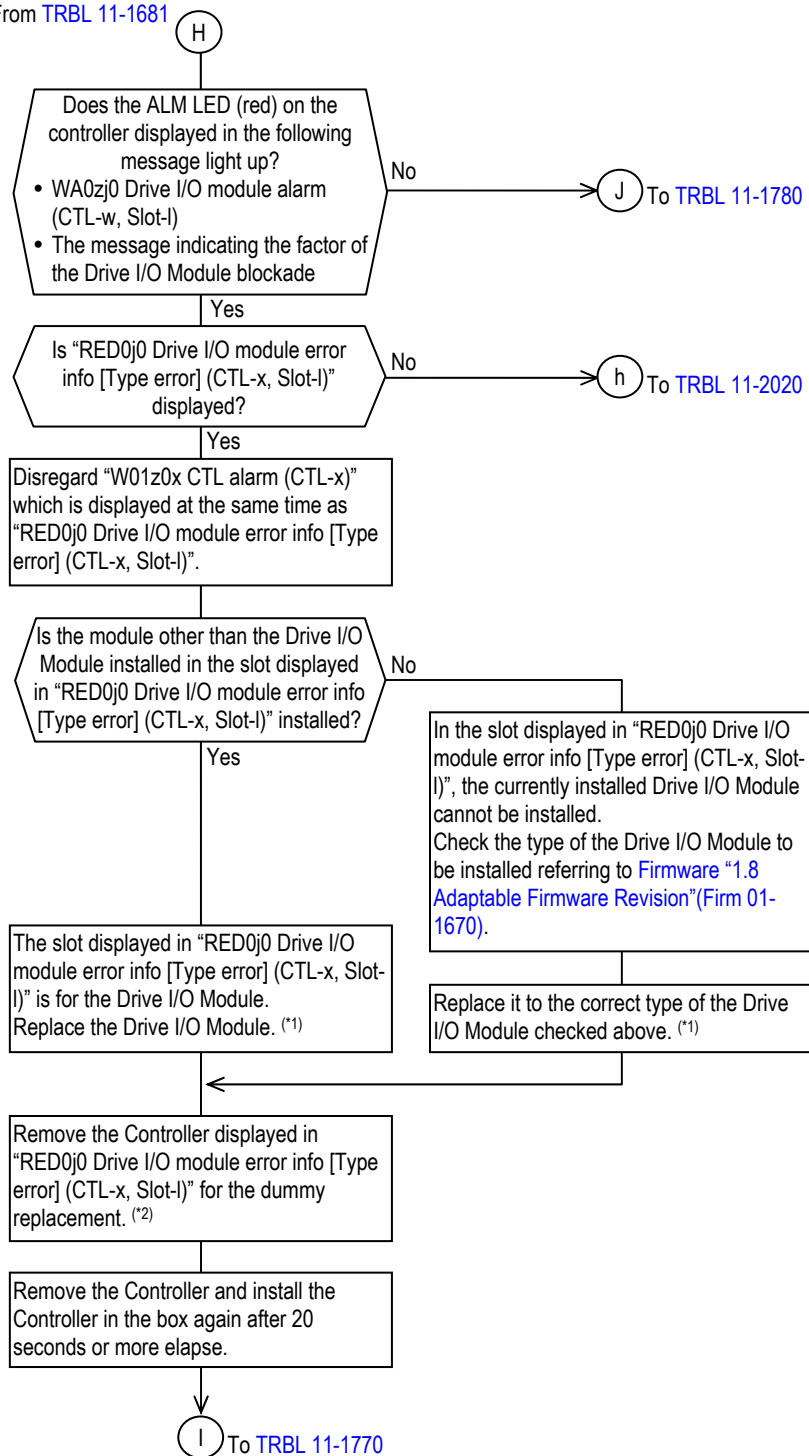 From TRBL 11-1681
H
Does the ALM LED (red) on the
controller displayed in the following
message light up?
• WA0zj0 Drive I/O module alarm
(CTL-w, Slot-l)
• The message indicating the factor of
the Drive I/O Module blockade
No
J To TRBL 11-1780
Yes
Is “RED0j0 Drive I/O module error
info [Type error] (CTL-x, Slot-l)”
displayed?
No
h To TRBL 11-2020
Yes
Disregard “W01z0x CTL alarm (CTL-x)”
which is displayed at the same time as
“RED0j0 Drive I/O module error info [Type
error] (CTL-x, Slot-l)”.
Is the module other than the Drive I/O
Module installed in the slot displayed
in “RED0j0 Drive I/O module error info
[Type error] (CTL-x, Slot-l)” installed?
No
Yes
In the slot displayed in “RED0j0 Drive I/O
module error info [Type error] (CTL-x, Slot-
l)”, the currently installed Drive I/O Module
cannot be installed.
Check the type of the Drive I/O Module to
be installed referring to Firmware “1.8
Adaptable Firmware Revision”(Firm 01-
1670).
The slot displayed in “RED0j0 Drive I/O
module error info [Type error] (CTL-x, Slot-
l)” is for the Drive I/O Module.
Replace the Drive I/O Module. (*1)
Replace it to the correct type of the Drive
I/O Module checked above. (*1)
Remove the Controller displayed in
“RED0j0 Drive I/O module error info [Type
error] (CTL-x, Slot-l)” for the dummy
replacement. (*2)
Remove the Controller and install the
Controller in the box again after 20
seconds or more elapse.
I To TRBL 11-1770